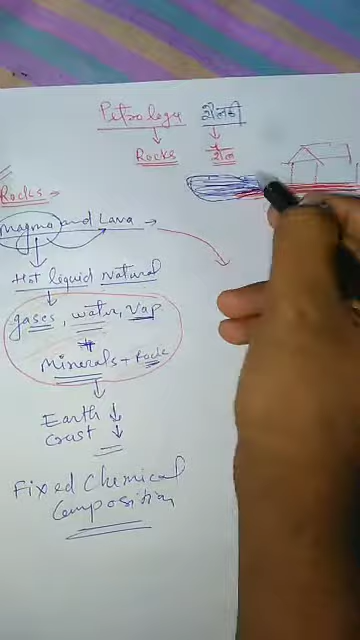 Petrology शैलकी
Rocks शैल
Rocks →
Magma and Lava →
Hot liquid Natural
gases, water, Vap
+
Minerals + Rock
Earth
Crust
Fixed Chemical
Composition